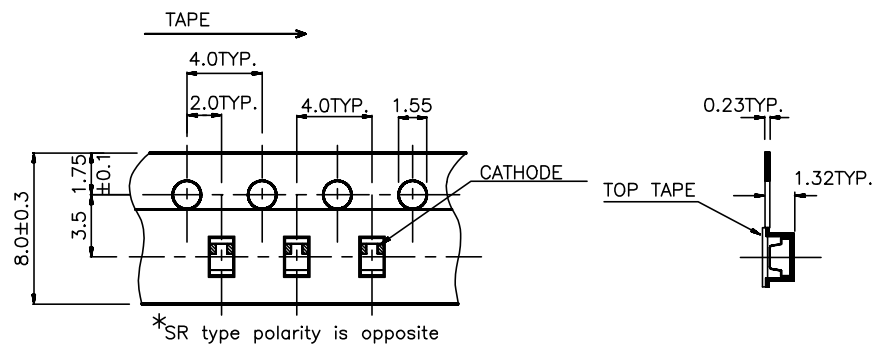 TAPE
4.0TYP.
2.0TYP.
4.0TYP.
1.55
0.23TYP.
8.0±0.3
1.75
±0.1
3.5
CATHODE
TOP TAPE
1.32TYP.
*SR type polarity is opposite